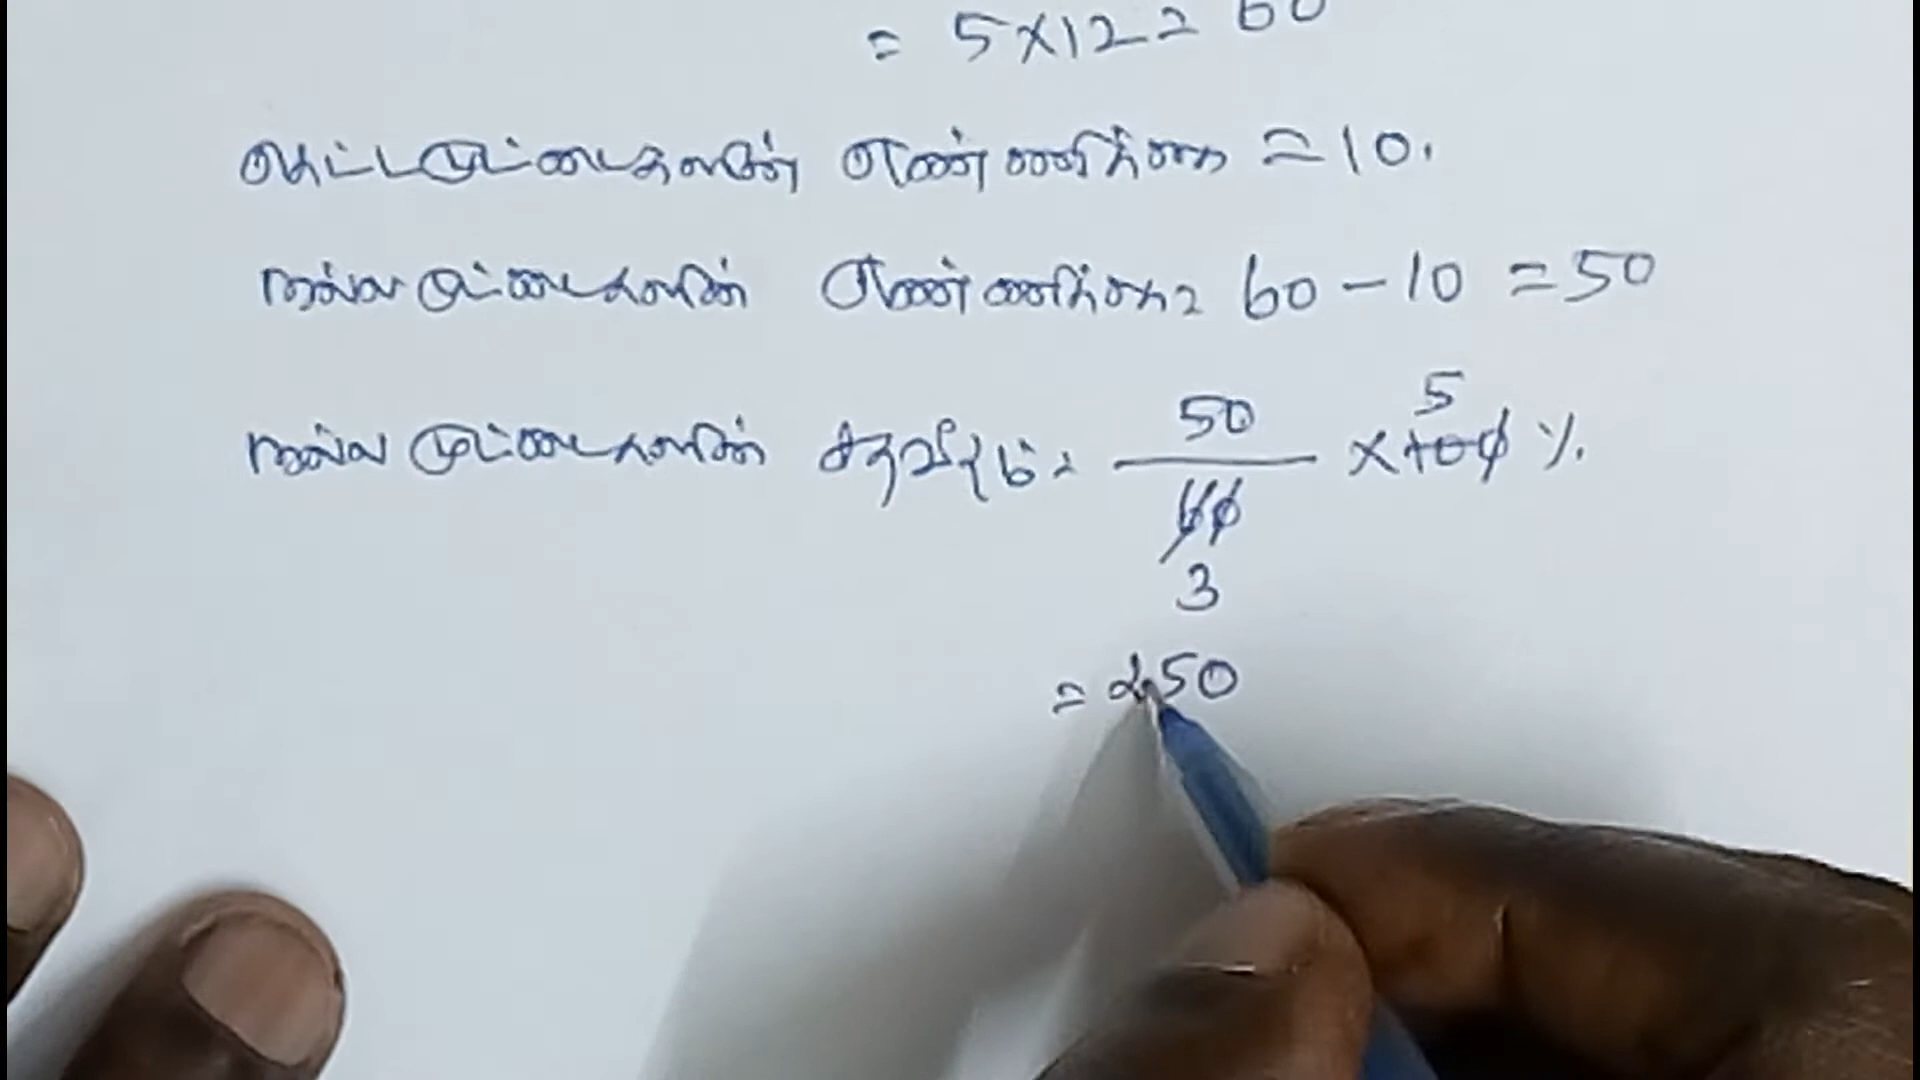 = 5×12 = 60
கெட்ட முட்டைகளின் எண்ணிக்கை = 10.
நல்ல முட்டைகளின் எண்ணிக்கை = 60 - 10 = 50
நல்ல முட்டைகளின் சதவீதம் = 50/60 × 100 %
5
3
= 250